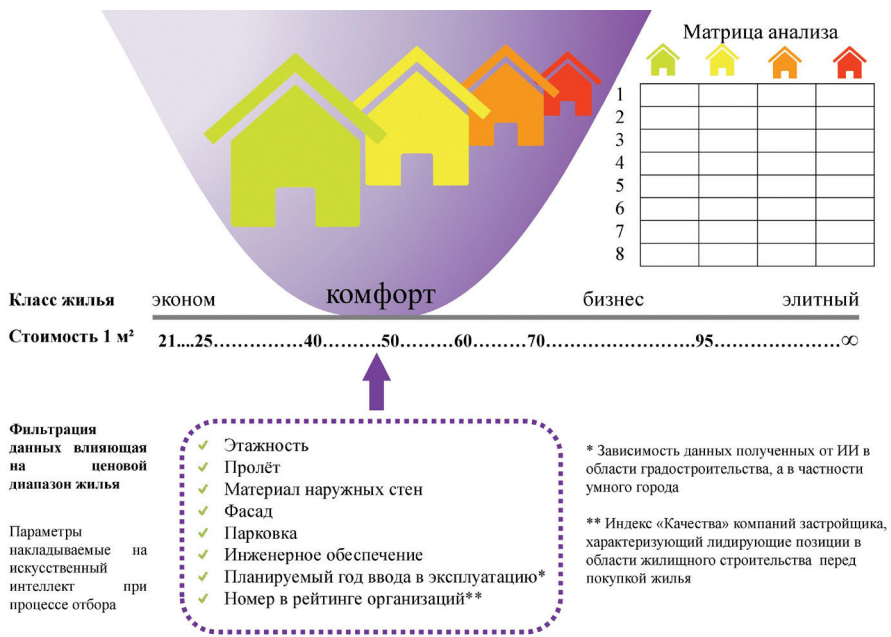 Матрица анализа
1
2
3
4
5
6
7
8
Класс жилья эконом комфорт бизнес элитный
Стоимость 1 м² 21....25................40..........50..........60..........70..........................95......................∞
Фильтрация
данных влияющая
на ценовой
диапазон жилья
Параметры
накладываемые на
искусственный
интеллект при
процессе отбора
Этажность
Пролёт
Материал наружных стен
Фасад
Парковка
Инженерное обеспечение
Планируемый год ввода в эксплуатацию*
Номер в рейтинге организаций**
* Зависимость данных полученных от ИИ в
области градостроительства, а в частности
умного города
** Индекс «Качества» компаний застройщика,
характеризующий лидирующие позиции в
области жилищного строительства перед
покупкой жилья